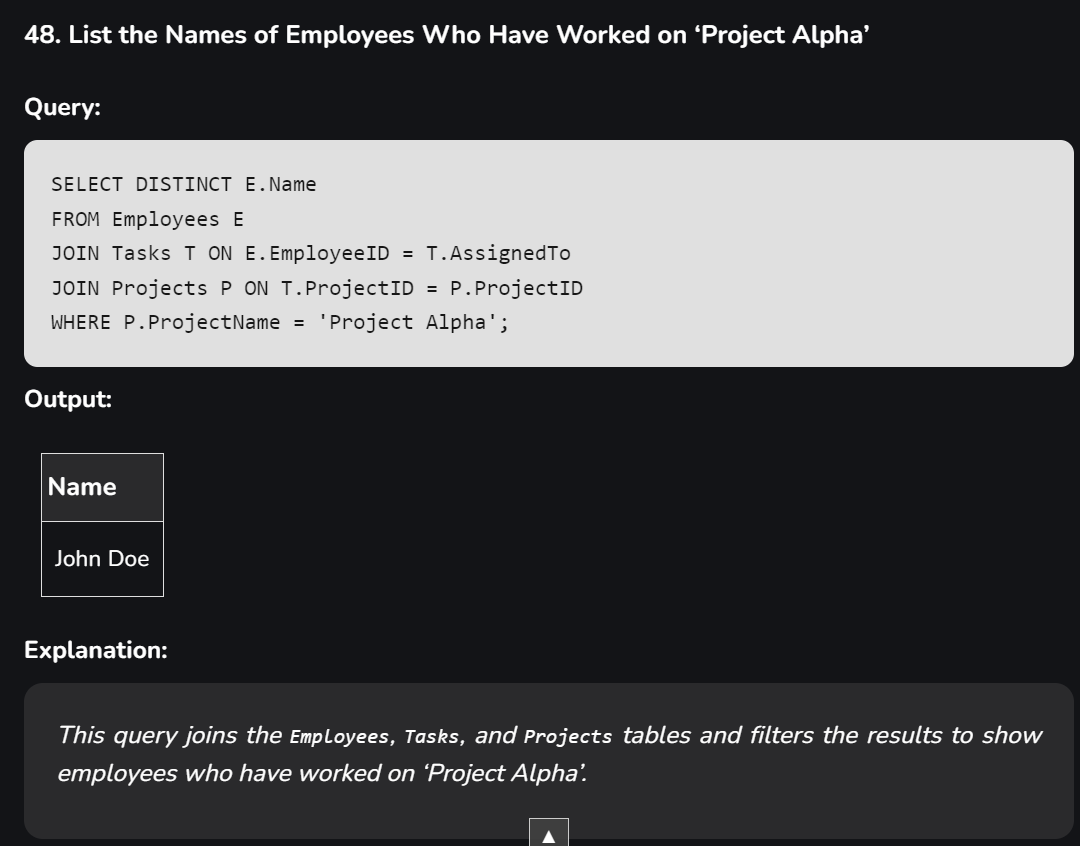 48. List the Names of Employees Who Have Worked on ‘Project Alpha’
Query:
SELECT DISTINCT E.Name
FROM Employees E
JOIN Tasks T ON E.EmployeeID = T.AssignedTo
JOIN Projects P ON T.ProjectID = P.ProjectID
WHERE P.ProjectName = 'Project Alpha';
Output:
Name
John Doe
Explanation:
This query joins the Employees, Tasks, and Projects tables and filters the results to show
employees who have worked on ‘Project Alpha’.